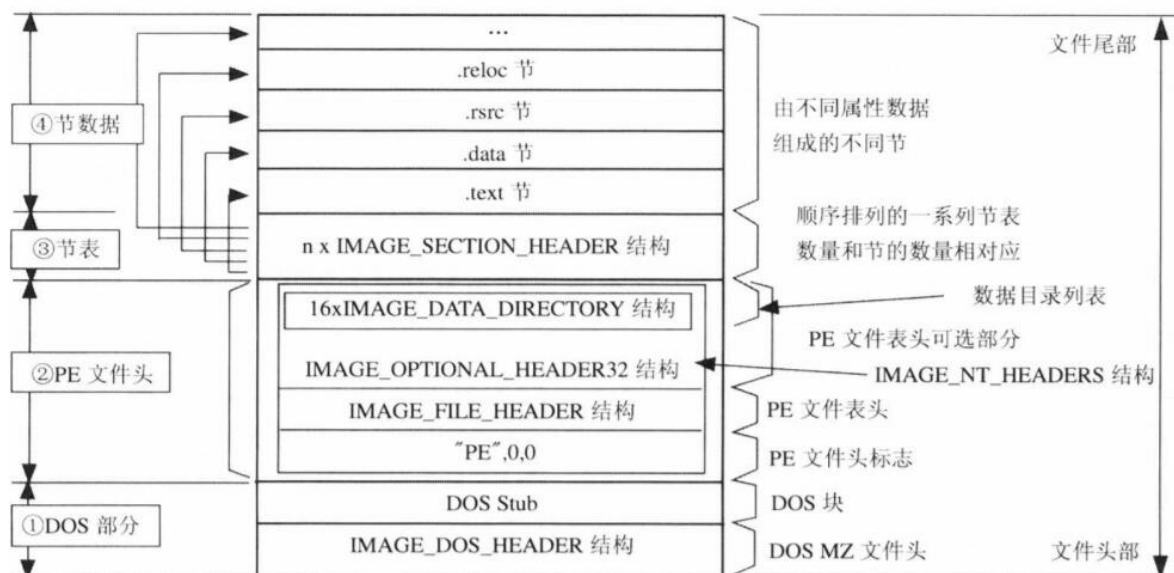 …
文件尾部
.reloc 节
.rsrc 节
由不同属性数据
④节数据
组成的不同节
.data 节
.text 节
顺序排列的一系列节表
③节表
n x IMAGE_SECTION_HEADER 结构
数量和节的数量相对应
16xIMAGE_DATA_DIRECTORY 结构
数据目录列表
PE 文件表头可选部分
②PE 文件头
IMAGE_OPTIONAL_HEADER32 结构
IMAGE_NT_HEADERS 结构
IMAGE_FILE_HEADER 结构
PE 文件表头
"PE",0,0
PE 文件头标志
DOS Stub
DOS 块
①DOS 部分
IMAGE_DOS_HEADER 结构
DOS MZ 文件头
文件头部